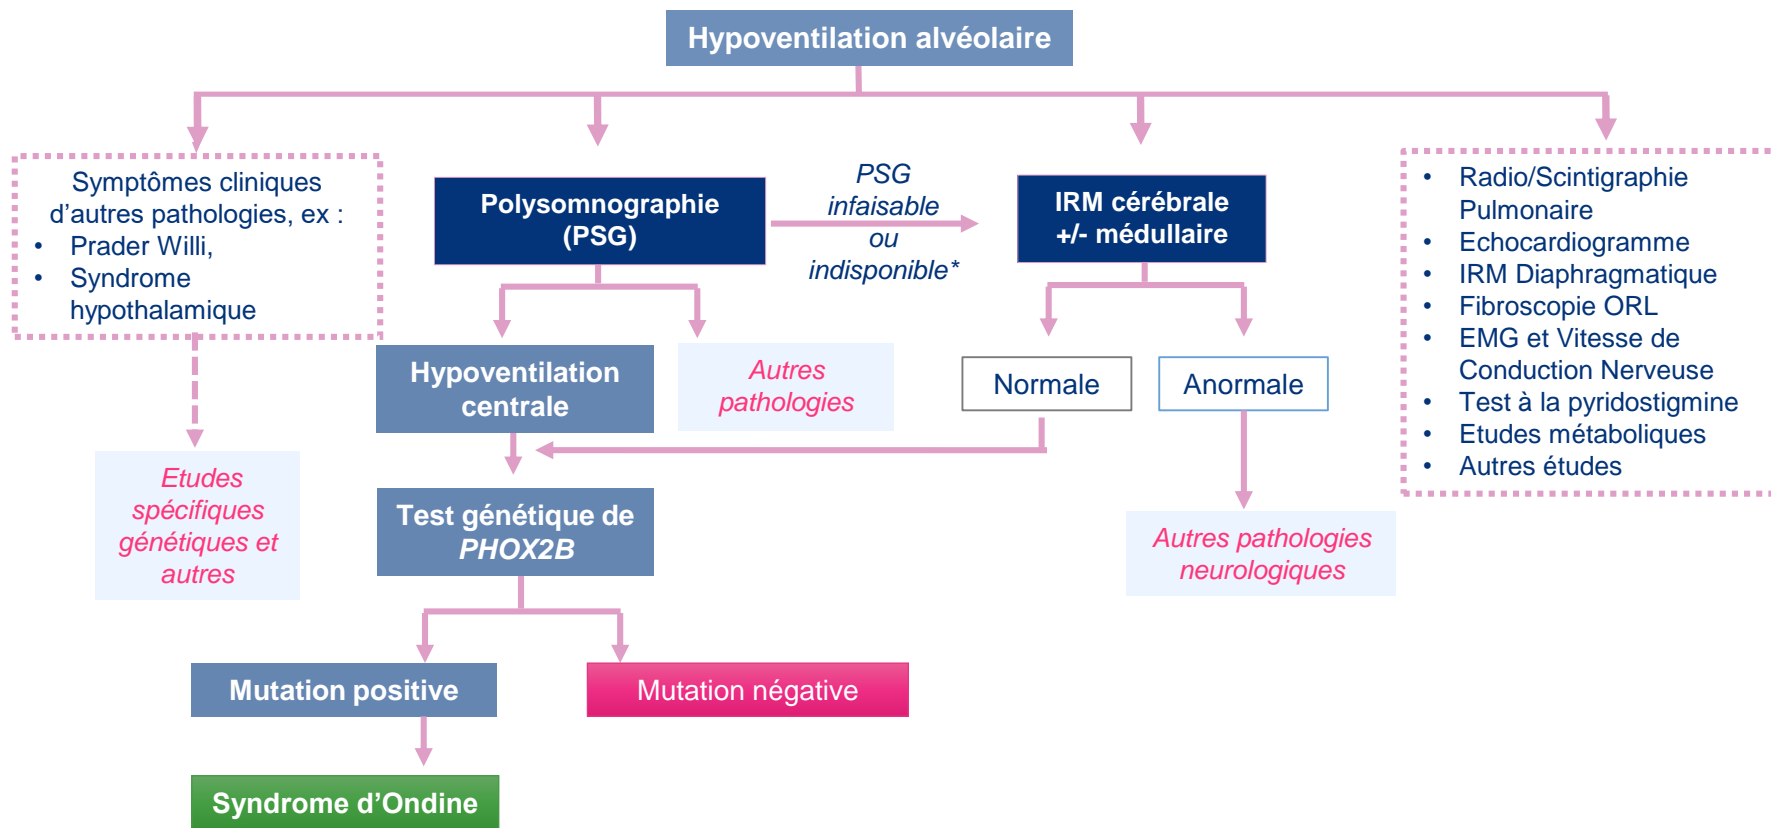 Hypoventilation alvéolaire
Symptômes cliniques
d’autres pathologies, ex :
• Prader Willi,
• Syndrome
hypothalamique
Polysomnographie
(PSG)
PSG
infaisable
ou
indisponible*
IRM cérébrale
+/- médullaire
• Radio/Scintigraphie
Pulmonaire
• Echocardiogramme
• IRM Diaphragmatique
• Fibroscopie ORL
• EMG et Vitesse de
Conduction Nerveuse
• Test à la pyridostigmine
• Etudes métaboliques
• Autres études
Hypoventilation
centrale
Autres
pathologies
Normale
Anormale
Etudes
spécifiques
génétiques et
autres
Test génétique de
PHOX2B
Autres pathologies
neurologiques
Mutation positive
Mutation négative
Syndrome d’Ondine